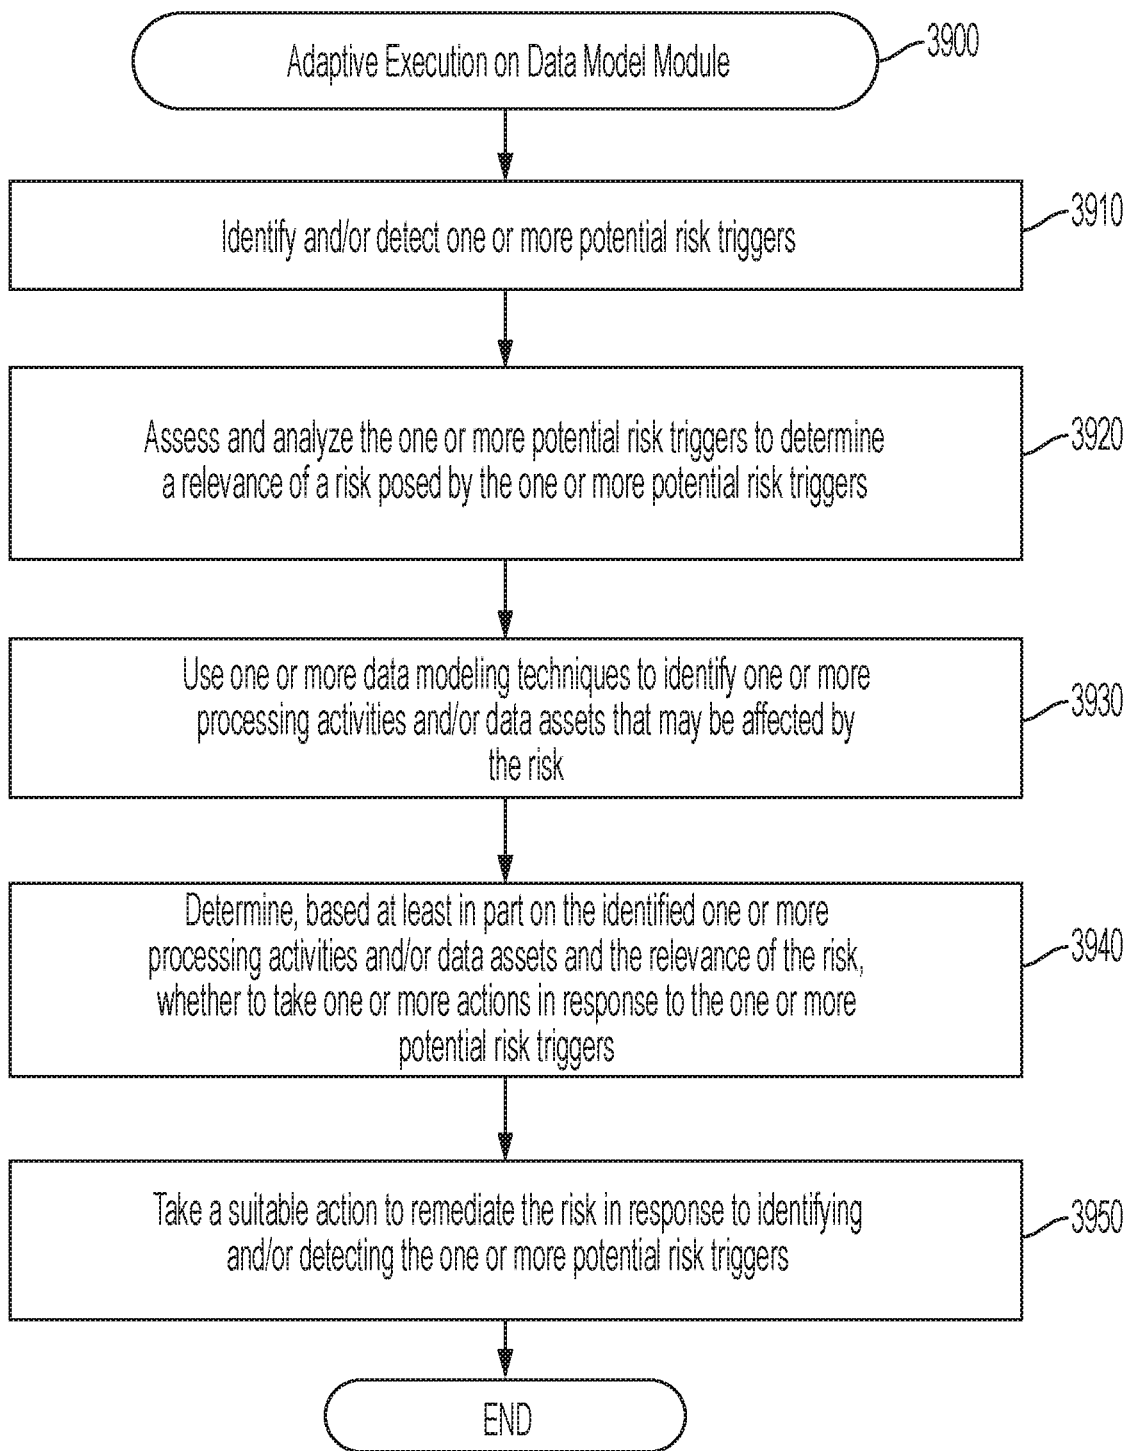 Adaptive Execution on Data Model Module
3900
Identify and/or detect one or more potential risk triggers
3910
Assess and analyze the one or more potential risk triggers to determine
a relevance of a risk posed by the one or more potential risk triggers
3920
Use one or more data modeling techniques to identify one or more
processing activities and/or data assets that may be affected by
the risk
3930
Determine, based at least in part on the identified one or more
processing activities and/or data assets and the relevance of the risk,
whether to take one or more actions in response to the one or more
potential risk triggers
3940
Take a suitable action to remediate the risk in response to identifying
and/or detecting the one or more potential risk triggers
3950
END